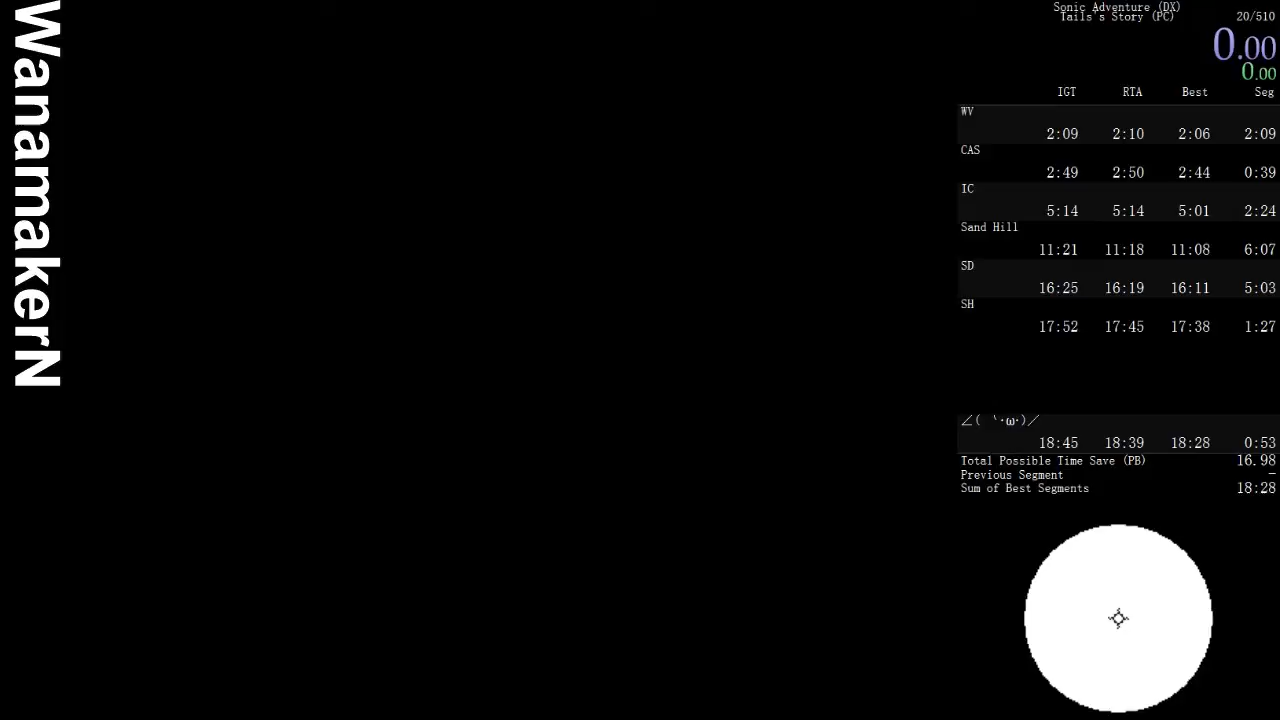 WanamakerN
Sonic Adventure (DX)
Tails's Story (PC)
20/510
0.00
0.00
IGT RTA Best Seg
WV
2:09 2:10 2:06 2:09
CAS
2:49 2:50 2:44 0:39
IC
5:14 5:14 5:01 2:24
Sand Hill
11:21 11:18 11:08 6:07
SD
16:25 16:19 16:11 5:03
SH
17:52 17:45 17:38 1:27
∠( ｀・ω・)／
18:45 18:39 18:28 0:53
Total Possible Time Save (PB) 16.98
Previous Segment –
Sum of Best Segments 18:28